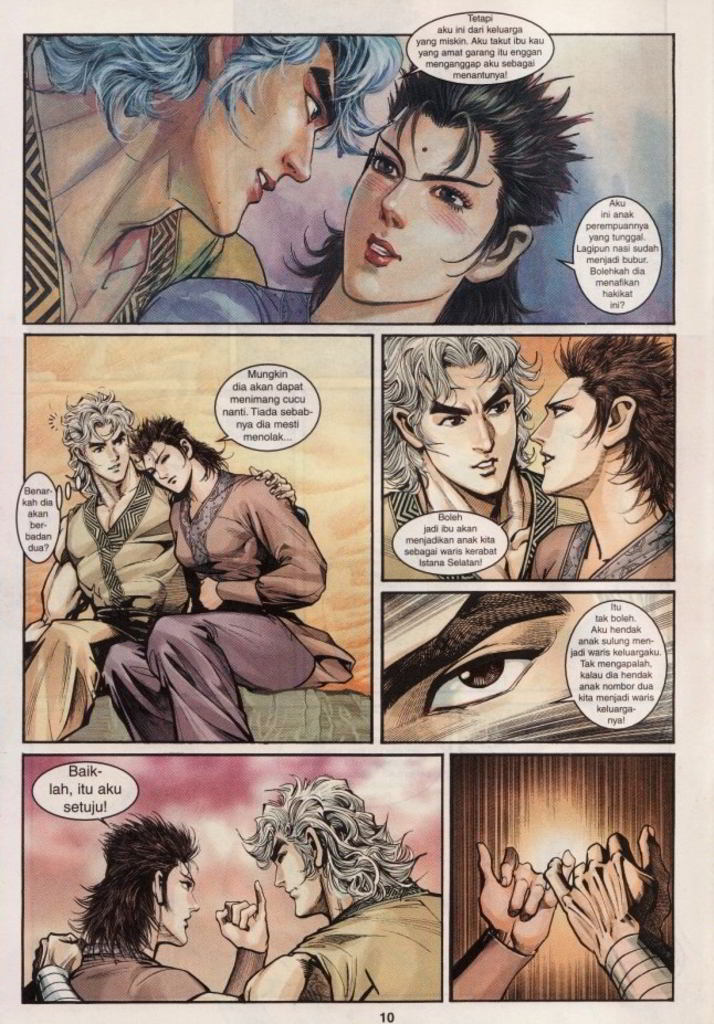 Tetapi
aku ini dari keluarga
yang miskin. Aku takut ibu kau
yang amat garang itu enggan
menganggap aku sebagai
menantunya!
Aku
ini anak
perempuannya
yang tunggal.
Lagipun nasi sudah
menjadi bubur.
Bolehkah dia
menafikan
hakikat
ini?
Mungkin
dia akan dapat
menimang cucu
nanti. Tiada sebab-
nya dia mesti
menolak...
Benar-
kah dia
akan
ber-
badan
dua?
Boleh
jadi ibu akan
menjadikan anak kita
sebagai waris kerabat
Istana Selatan!
Itu
tak boleh.
Aku hendak
anak sulung men-
jadi waris keluargaku.
Tak mengapalah,
kalau dia hendak
anak nombor dua
kita menjadi waris
keluarga-
nya!
Baik-
lah, itu aku
setuju!
10